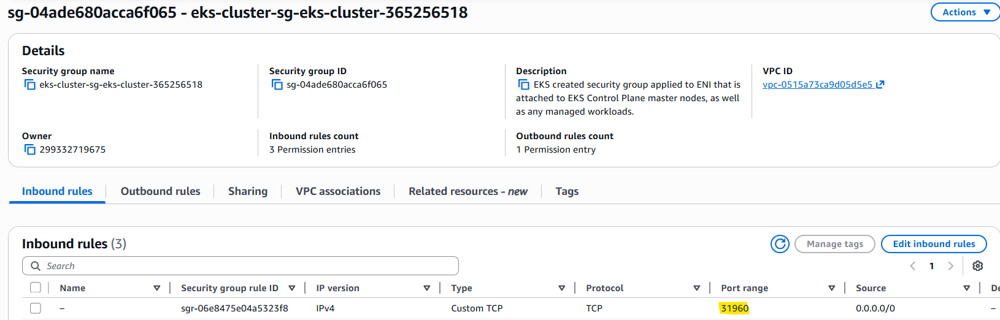 sg-04ade680acca6f065 - eks-cluster-sg-eks-cluster-365256518
Actions
Details
Security group name
eks-cluster-sg-eks-cluster-365256518
Security group ID
sg-04ade680acca6f065
Description
EKS created security group applied to ENI that is
attached to EKS Control Plane master nodes, as well
as any managed workloads.
VPC ID
vpc-0515a73ca9d05d5e5
Owner
299332719675
Inbound rules count
3 Permission entries
Outbound rules count
1 Permission entry
Inbound rules
Outbound rules
Sharing
VPC associations
Related resources - new
Tags
Inbound rules (3)
Manage tags
Edit inbound rules
Search
1
Name
Security group rule ID
IP version
Type
Protocol
Port range
Source
De
–
sgr-06e8475e04a5323f8
IPv4
Custom TCP
TCP
31960
0.0.0.0/0
–